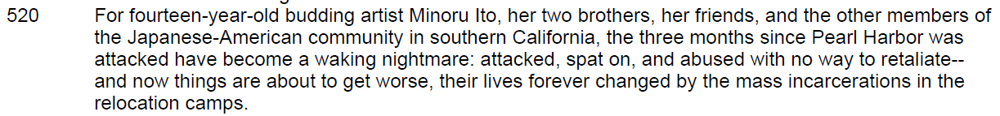 520 For fourteen-year-old budding artist Minoru Ito, her two brothers, her friends, and the other members of
the Japanese-American community in southern California, the three months since Pearl Harbor was
attacked have become a waking nightmare: attacked, spat on, and abused with no way to retaliate--
and now things are about to get worse, their lives forever changed by the mass incarcerations in the
relocation camps.